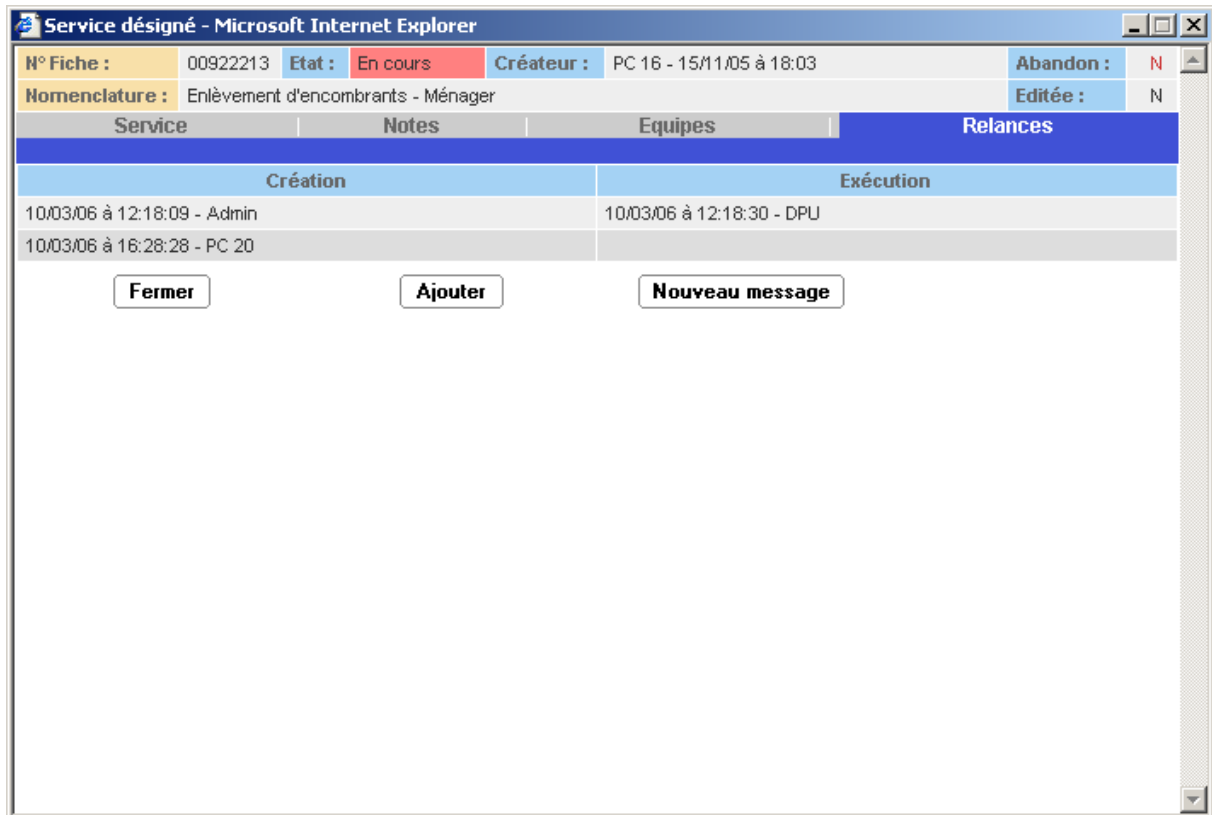 Service désigné - Microsoft Internet Explorer
N° Fiche : 00922213 Etat : En cours Créateur : PC 16 - 15/11/05 à 18:03 Abandon : N
Nomenclature : Enlèvement d'encombrants - Ménager Editée : N
Service Notes Equipes Relances
Création Exécution
10/03/06 à 12:18:09 - Admin 10/03/06 à 12:18:30 - DPU
10/03/06 à 16:28:28 - PC 20
Fermer Ajouter Nouveau message